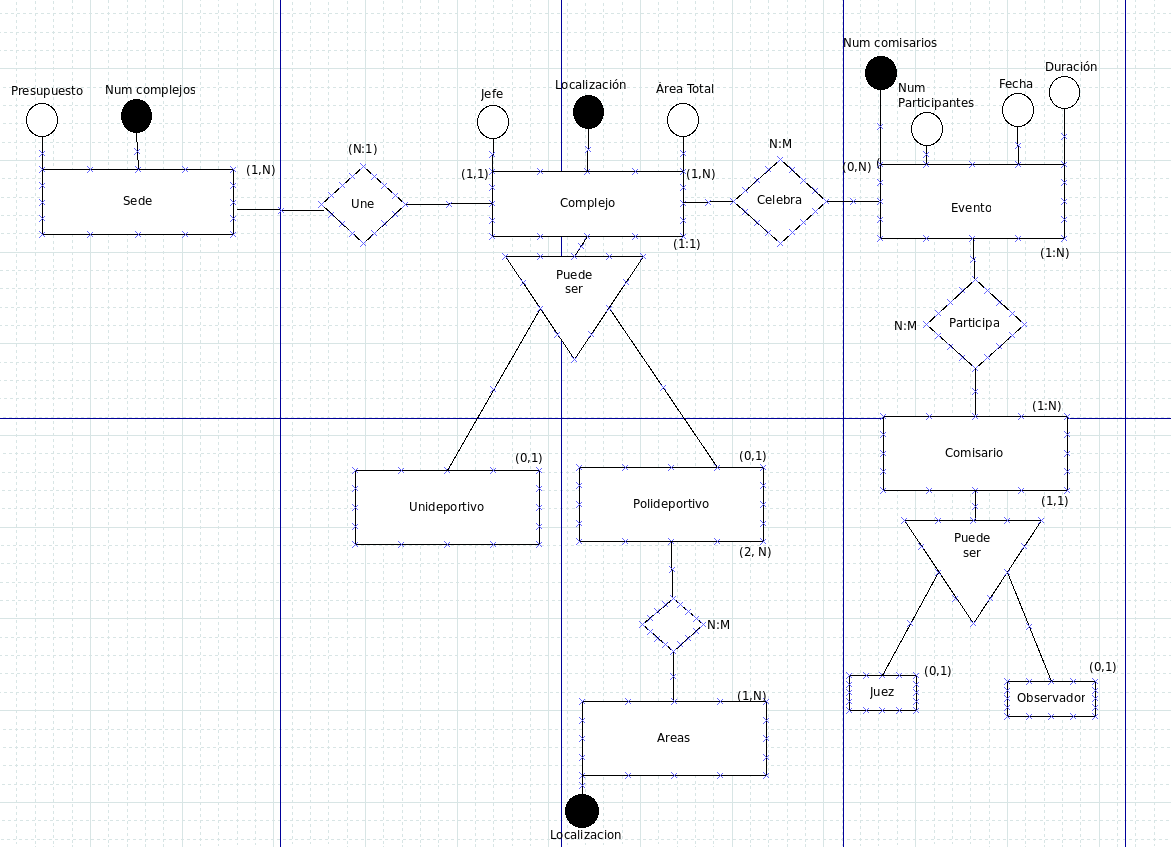 Num comisarios
Presupuesto
Num complejos
Jefe
Localización
Àrea Total
Num
Participantes
Fecha
Duración
(N:1)
N:M
(1,N)
(1,1)
(1,N)
(0,N)
Sede
Une
Complejo
Celebra
Evento
(1:1)
(1:N)
Puede
ser
N:M
Participa
(1:N)
Comisario
(0,1)
(0,1)
(1,1)
Unideportivo
Polideportivo
Puede
ser
(2, N)
N:M
(0,1)
(0,1)
Juez
Observador
(1,N)
Areas
Localizacion